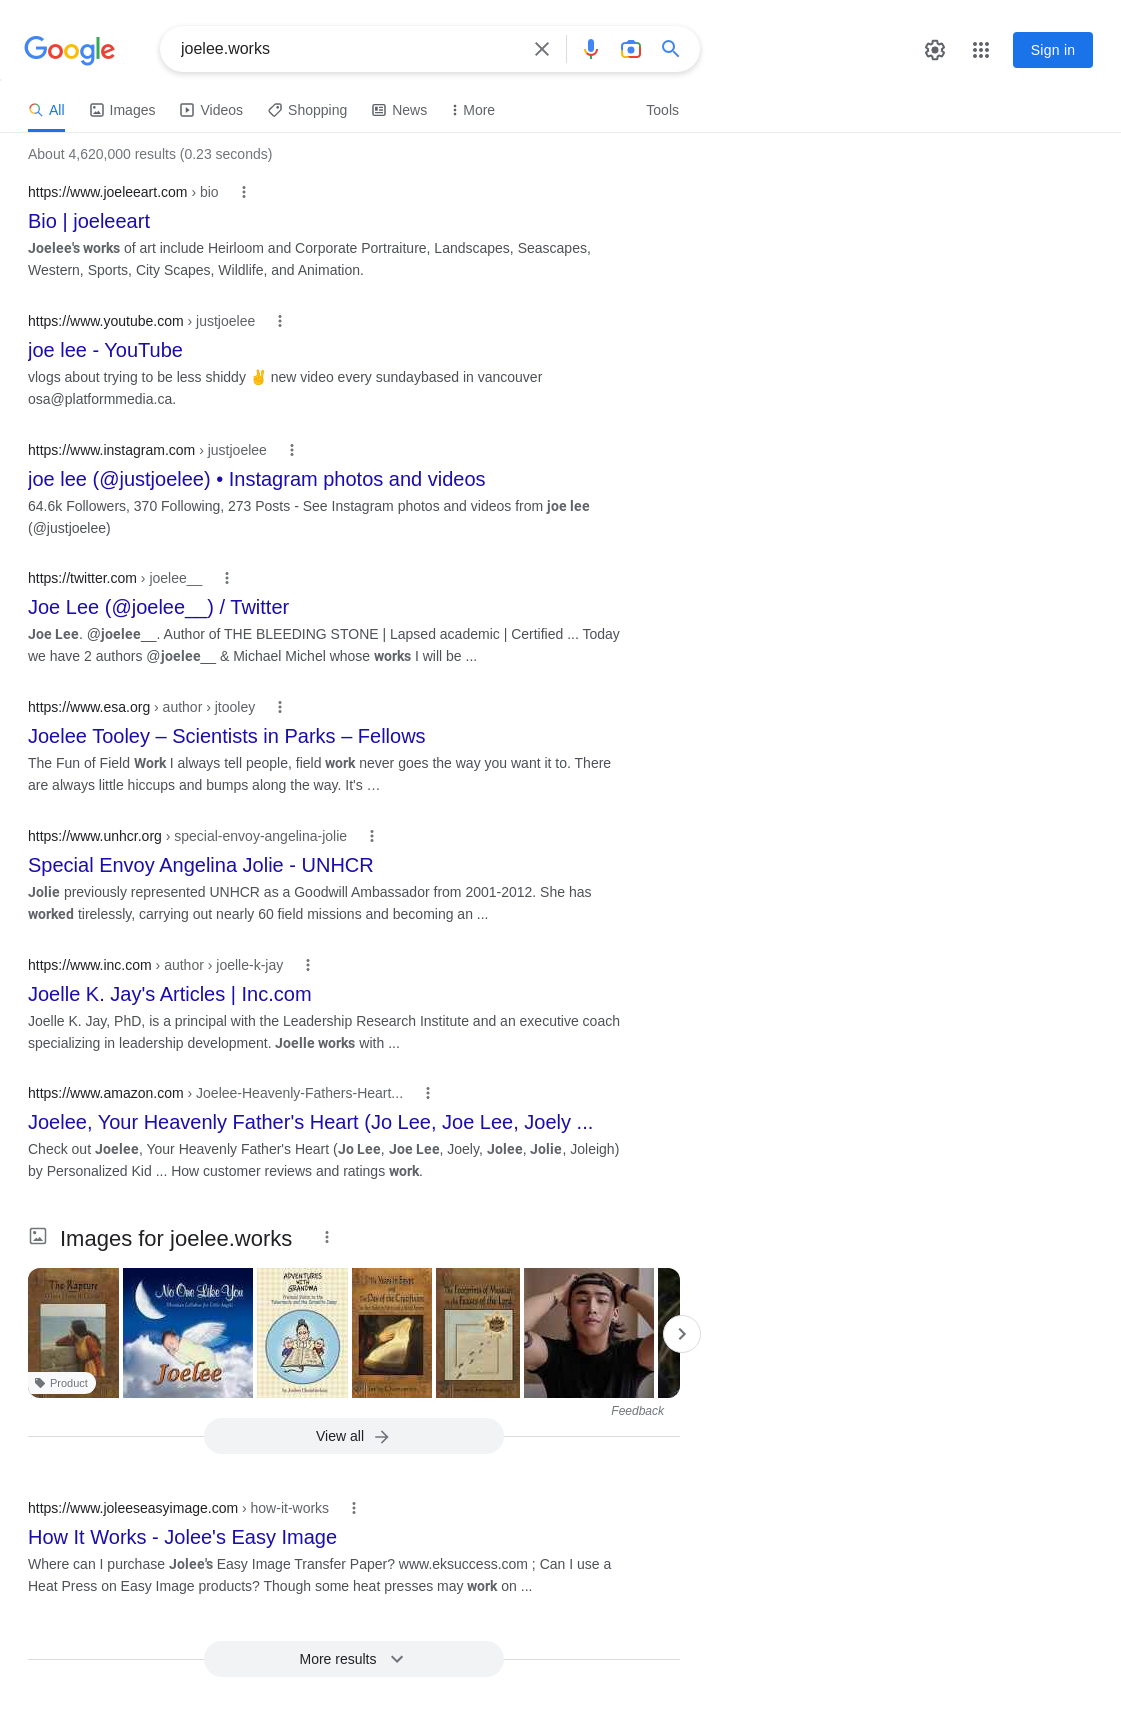 Google
joelee.works
Sign in
All
Images
Videos
Shopping
News
More
Tools
About 4,620,000 results (0.23 seconds)
https://www.joeleeart.com › bio
Bio | joeleeart
Joelee's works of art include Heirloom and Corporate Portraiture, Landscapes, Seascapes,
Western, Sports, City Scapes, Wildlife, and Animation.
https://www.youtube.com › justjoelee
joe lee - YouTube
vlogs about trying to be less shiddy ✌️ new video every sundaybased in vancouver
osa@platformmedia.ca.
https://www.instagram.com › justjoelee
joe lee (@justjoelee) • Instagram photos and videos
64.6k Followers, 370 Following, 273 Posts - See Instagram photos and videos from joe lee
(@justjoelee)
https://twitter.com › joelee__
Joe Lee (@joelee__) / Twitter
Joe Lee. @joelee__. Author of THE BLEEDING STONE | Lapsed academic | Certified ... Today
we have 2 authors @joelee__ & Michael Michel whose works I will be ...
https://www.esa.org › author › jtooley
Joelee Tooley – Scientists in Parks – Fellows
The Fun of Field Work I always tell people, field work never goes the way you want it to. There
are always little hiccups and bumps along the way. It's …
https://www.unhcr.org › special-envoy-angelina-jolie
Special Envoy Angelina Jolie - UNHCR
Jolie previously represented UNHCR as a Goodwill Ambassador from 2001-2012. She has
worked tirelessly, carrying out nearly 60 field missions and becoming an ...
https://www.inc.com › author › joelle-k-jay
Joelle K. Jay's Articles | Inc.com
Joelle K. Jay, PhD, is a principal with the Leadership Research Institute and an executive coach
specializing in leadership development. Joelle works with ...
https://www.amazon.com › Joelee-Heavenly-Fathers-Heart...
Joelee, Your Heavenly Father's Heart (Jo Lee, Joe Lee, Joely ...
Check out Joelee, Your Heavenly Father's Heart (Jo Lee, Joe Lee, Joely, Jolee, Jolie, Joleigh)
by Personalized Kid ... How customer reviews and ratings work.
Images for joelee.works
The Rapture
No One Like You
Joelee
ADVENTURES
WITH
GRANDMA
Product
Feedback
View all
https://www.joleeseasyimage.com › how-it-works
How It Works - Jolee's Easy Image
Where can I purchase Jolee's Easy Image Transfer Paper? www.eksuccess.com ; Can I use a
Heat Press on Easy Image products? Though some heat presses may work on ...
More results